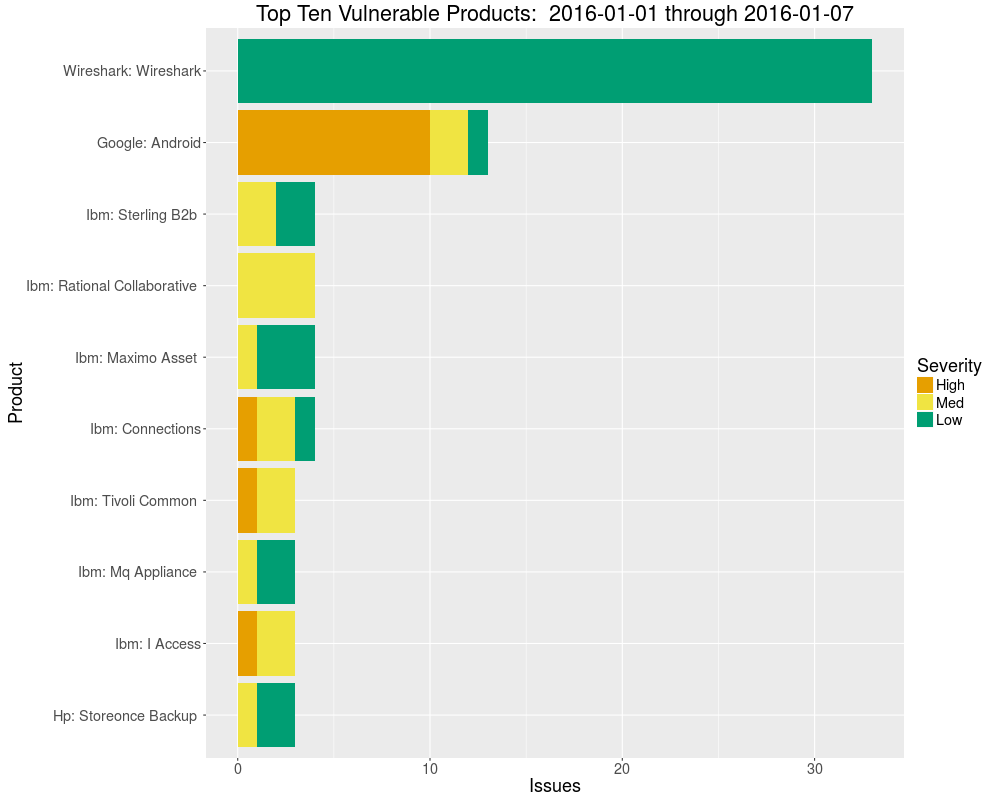 Top Ten Vulnerable Products:  2016-01-01 through 2016-01-07
Product
Wireshark: Wireshark
Google: Android
Ibm: Sterling B2b
Ibm: Rational Collaborative
Ibm: Maximo Asset
Ibm: Connections
Ibm: Tivoli Common
Ibm: Mq Appliance
Ibm: I Access
Hp: Storeonce Backup
0 10 20 30
Issues
Severity
High
Med
Low